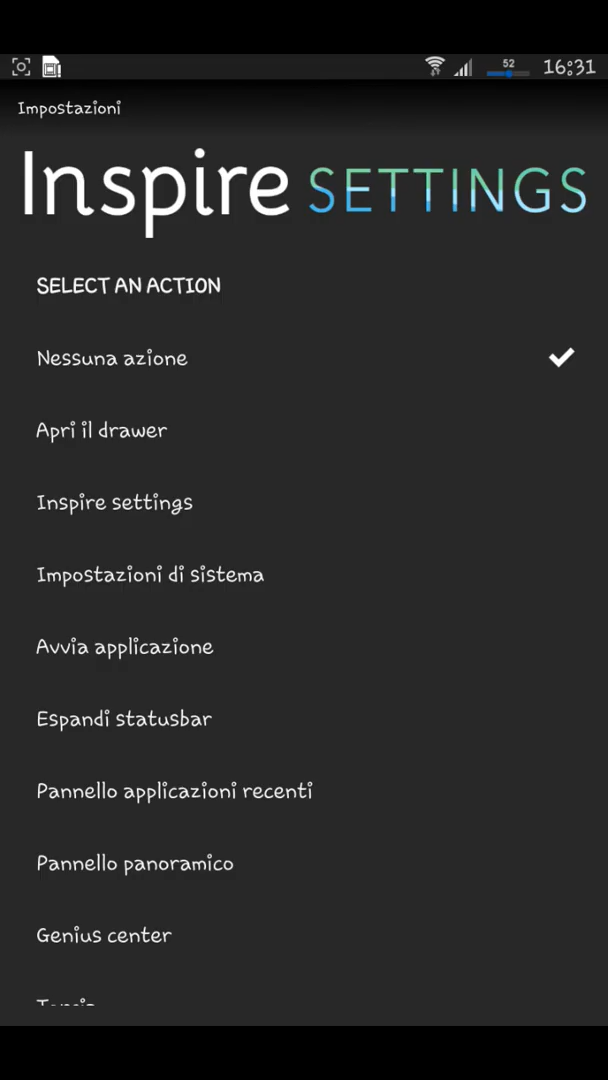 52 16:31
Impostazioni
Inspire SETTINGS
SELECT AN ACTION
Nessuna azione
Apri il drawer
Inspire settings
Impostazioni di sistema
Avvia applicazione
Espandi statusbar
Pannello applicazioni recenti
Pannello panoramico
Genius center